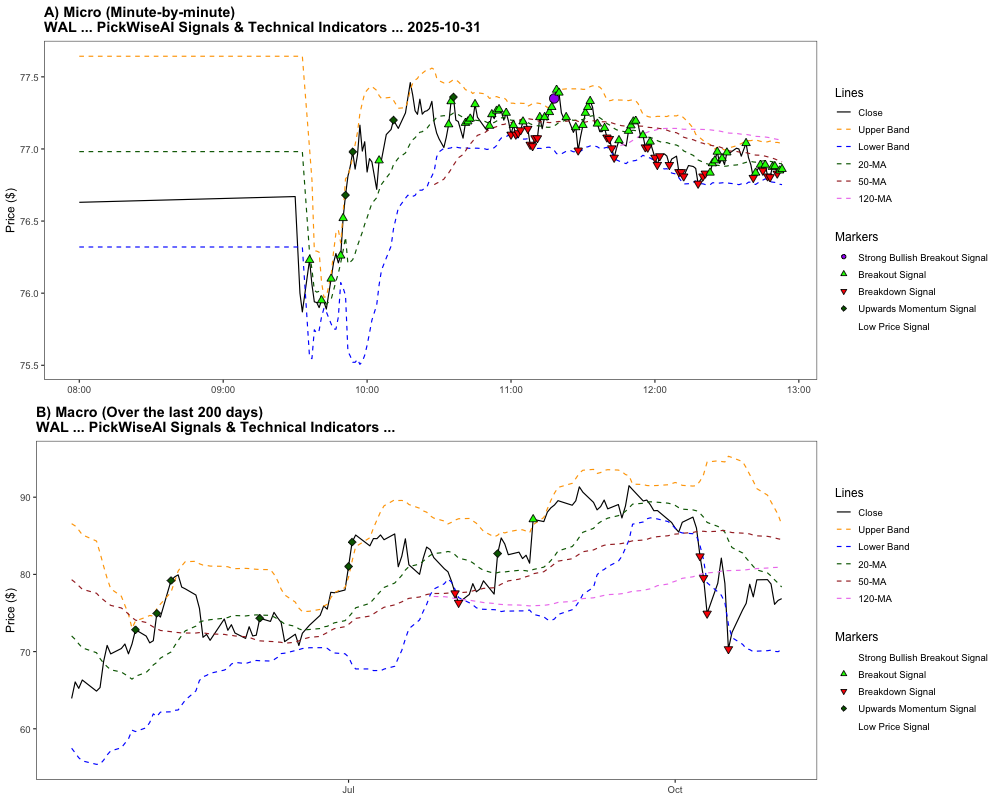 A) Micro (Minute-by-minute)
WAL ... PickWiseAI Signals & Technical Indicators ... 2025-10-31
Price ($)
77.5
77.0
76.5
76.0
75.5
08:00 09:00 10:00 11:00 12:00 13:00
Lines
Close
Upper Band
Lower Band
20-MA
50-MA
120-MA
Markers
Strong Bullish Breakout Signal
Breakout Signal
Breakdown Signal
Upwards Momentum Signal
Low Price Signal
B) Macro (Over the last 200 days)
WAL ... PickWiseAI Signals & Technical Indicators ...
Price ($)
90
80
70
60
Jul Oct
Lines
Close
Upper Band
Lower Band
20-MA
50-MA
120-MA
Markers
Strong Bullish Breakout Signal
Breakout Signal
Breakdown Signal
Upwards Momentum Signal
Low Price Signal